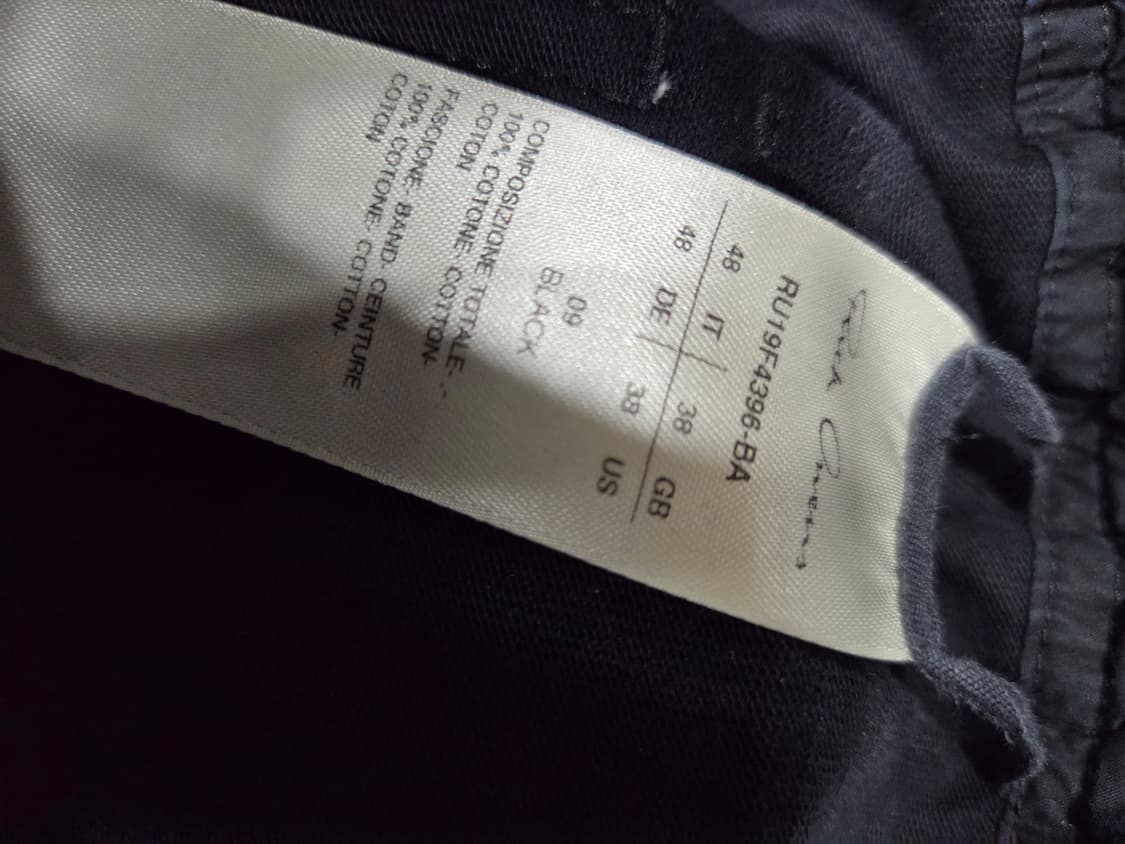 Rick Owens
RU19F4396-BA
48 IT | 38 GB
48 DE | 38 US
09
BLACK
COMPOSIZIONE TOTALE-
100% COTONE- COTTON-
COTON
FASCIONE- BAND- CEINTURE
100% COTONE- COTTON-
COTON